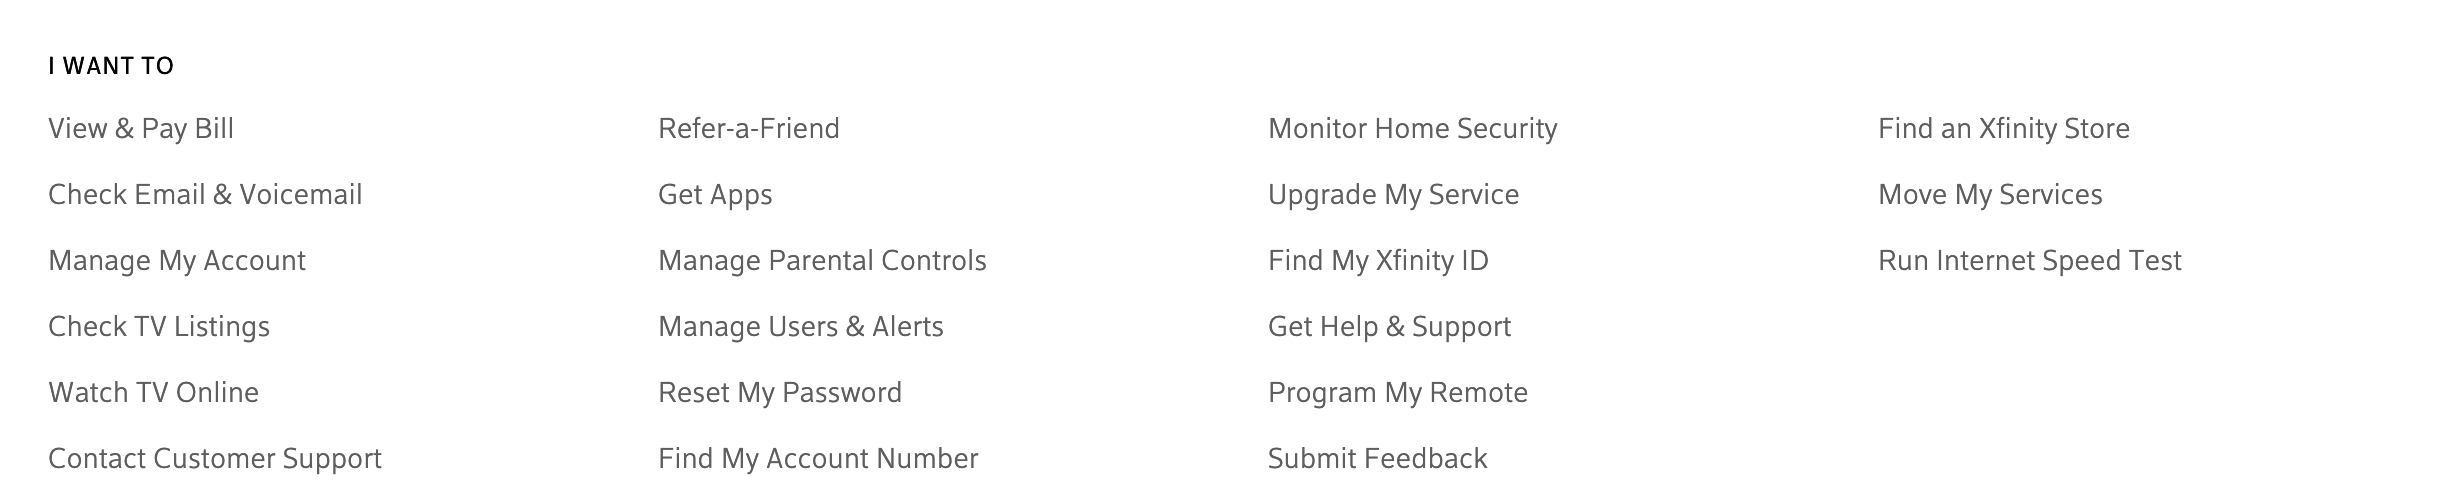 I WANT TO
View & Pay Bill
Check Email & Voicemail
Manage My Account
Check TV Listings
Watch TV Online
Contact Customer Support
Refer-a-Friend
Get Apps
Manage Parental Controls
Manage Users & Alerts
Reset My Password
Find My Account Number
Monitor Home Security
Upgrade My Service
Find My Xfinity ID
Get Help & Support
Program My Remote
Submit Feedback
Find an Xfinity Store
Move My Services
Run Internet Speed Test